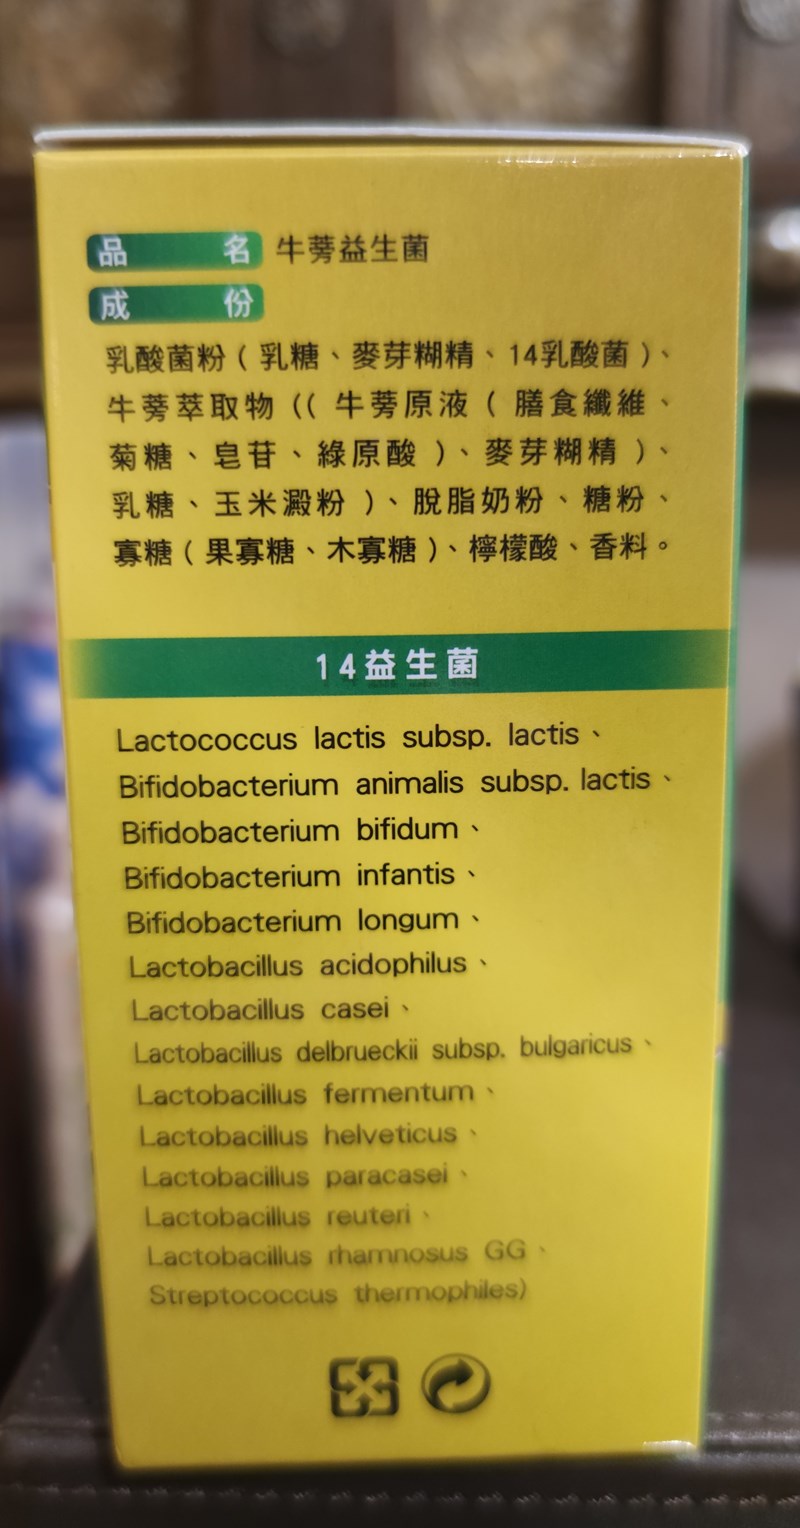 品名 牛蒡益生菌
成份
乳酸菌粉(乳糖、麥芽糊精、14乳酸菌)、
牛蒡萃取物((牛蒡原液(膳食纖維、
菊糖、皂苷、綠原酸)、麥芽糊精)、
乳糖、玉米澱粉)、脫脂奶粉、糖粉、
寡糖(果寡糖、木寡糖)、檸檬酸、香料。
14益生菌
Lactococcus lactis subsp. lactis、
Bifidobacterium animalis subsp. lactis、
Bifidobacterium bifidum、
Bifidobacterium infantis、
Bifidobacterium longum、
Lactobacillus acidophilus、
Lactobacillus casei、
Lactobacillus delbrueckii subsp. bulgaricus、
Lactobacillus fermentum、
Lactobacillus helveticus、
Lactobacillus paracasei、
Lactobacillus reuteri、
Lactobacillus rhamnosus GG、
Streptococcus thermophiles)